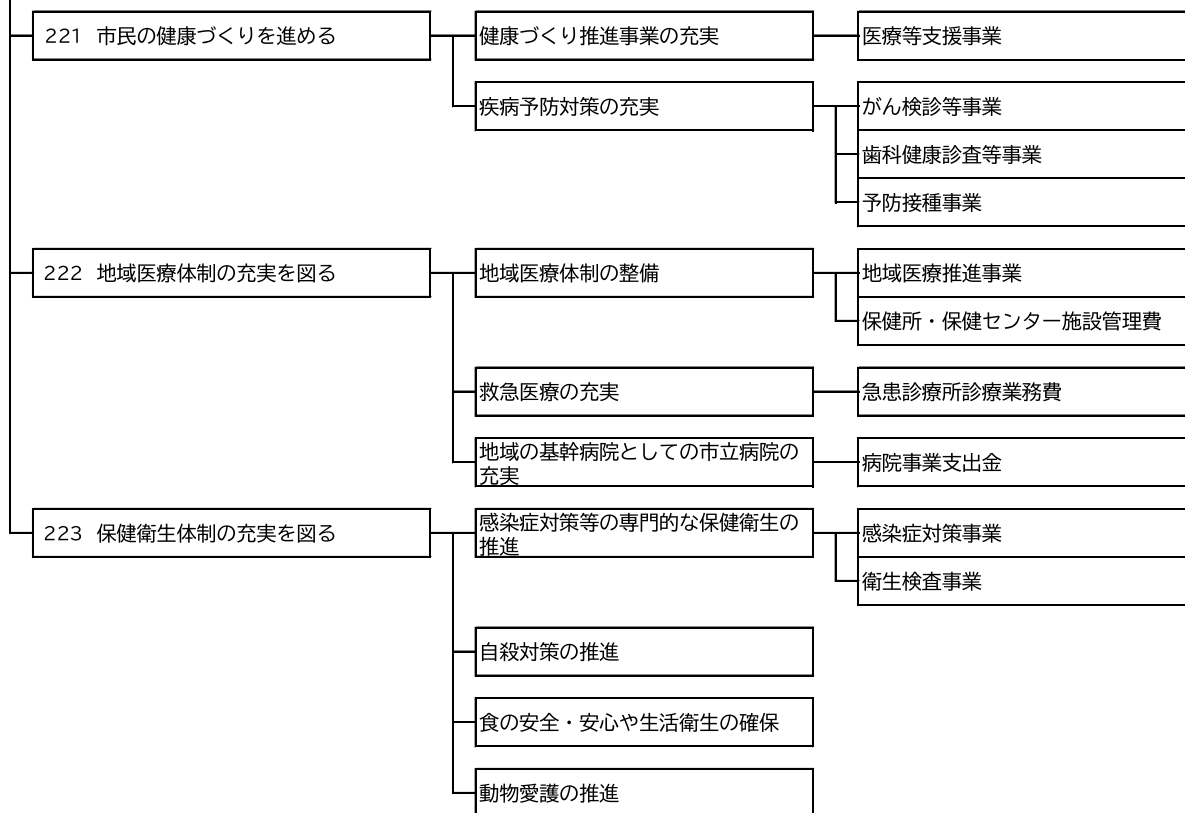 221 市民の健康づくりを進める
健康づくり推進事業の充実
医療等支援事業
疾病予防対策の充実
がん検診等事業
歯科健康診査等事業
予防接種事業
222 地域医療体制の充実を図る
地域医療体制の整備
地域医療推進事業
保健所・保健センター施設管理費
救急医療の充実
急患診療所診療業務費
地域の基幹病院としての市立病院の
充実
病院事業支出金
223 保健衛生体制の充実を図る
感染症対策等の専門的な保健衛生の
推進
感染症対策事業
衛生検査事業
自殺対策の推進
食の安全・安心や生活衛生の確保
動物愛護の推進